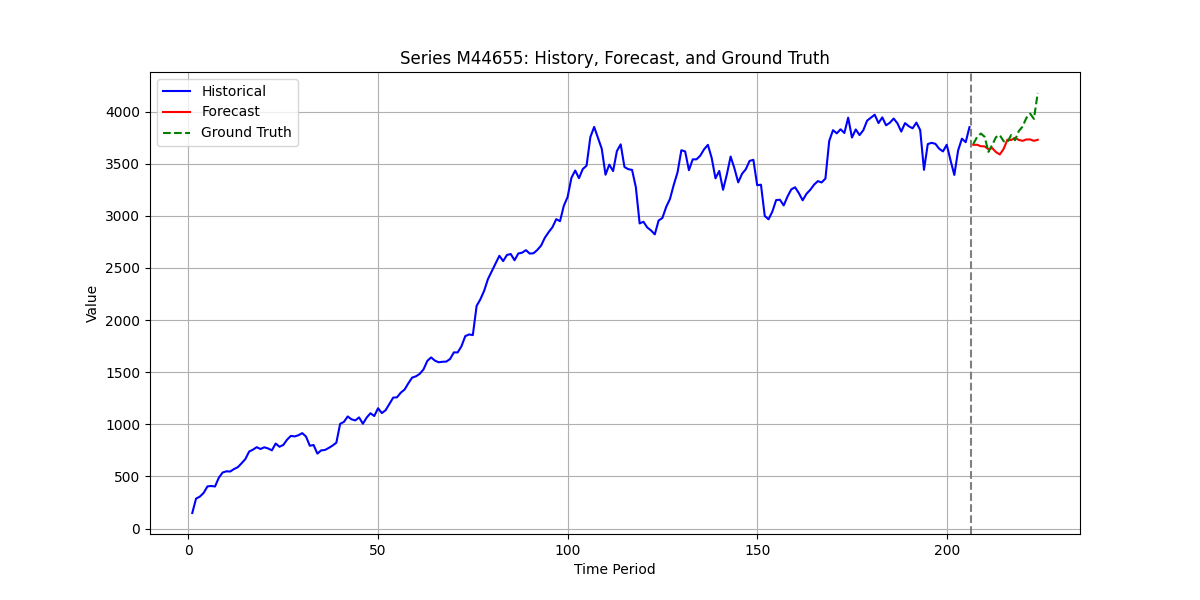 Series M44655: History, Forecast, and Ground Truth
Historical
Forecast
Ground Truth
4000
3500
3000
2500
2000
1500
1000
500
0
Value
0 50 100 150 200
Time Period